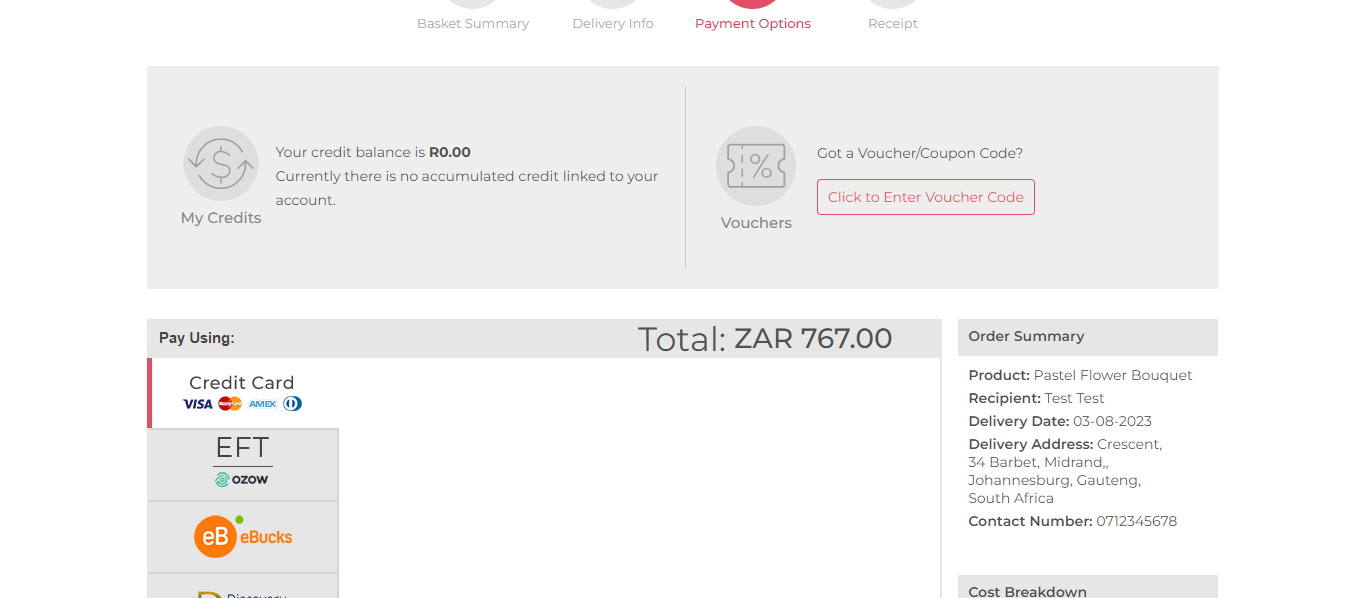 Basket Summary
Delivery Info
Payment Options
Receipt
Your credit balance is R0.00
Currently there is no accumulated credit linked to your
account.
My Credits
Got a Voucher/Coupon Code?
Click to Enter Voucher Code
Vouchers
Pay Using:
Total: ZAR 767.00
Credit Card
VISA MasterCard AMEX
EFT
OZOW
eB eBucks
Discovery
Order Summary
Product: Pastel Flower Bouquet
Recipient: Test Test
Delivery Date: 03-08-2023
Delivery Address: Crescent,
34 Barbet, Midrand,,
Johannesburg, Gauteng,
South Africa
Contact Number: 0712345678
Cost Breakdown